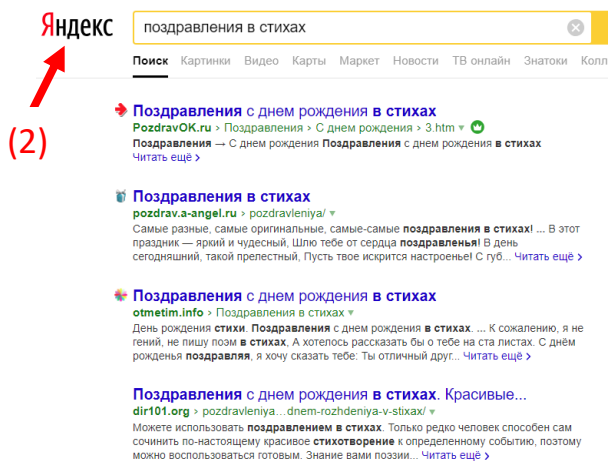 Яндекс
поздравления в стихах
Поиск Картинки Видео Карты Маркет Новости ТВ онлайн Знатоки Колл
(2)
Поздравления с днем рождения в стихах
PozdravOK.ru › Поздравления › С днем рождения › 3.htm
Поздравления → С днем рождения Поздравления с днем рождения в стихах
Читать ещё ›
Поздравления в стихах
pozdrav.a-angel.ru › pozdravleniya/
Самые разные, самые оригинальные, самые-самые поздравления в стихах! ... В этот
праздник — яркий и чудесный, Шлю тебе от сердца поздравленья! В день
сегодняшний, такой прелестный, Пусть твое искрится настроенье! С губ... Читать ещё ›
Поздравления с днем рождения в стихах
otmetim.info › Поздравления в стихах
День рождения стихи. Поздравления с днем рождения в стихах. ... К сожалению, я не
гений, не пишу поэм в стихах, А хотелось рассказать бы о тебе на ста листах. С днём
рожденья поздравляя, я хочу сказать тебе: Ты отличный друг... Читать ещё ›
Поздравления с днем рождения в стихах. Красивые...
dir101.org › pozdravleniya...dnem-rozhdeniya-v-stixax/
Можете использовать поздравлением в стихах. Только редко человек способен сам
сочинить по-настоящему красивое стихотворение к определенному событию, поэтому
можно воспользоваться готовым. Знание вами поэзии... Читать ещё ›